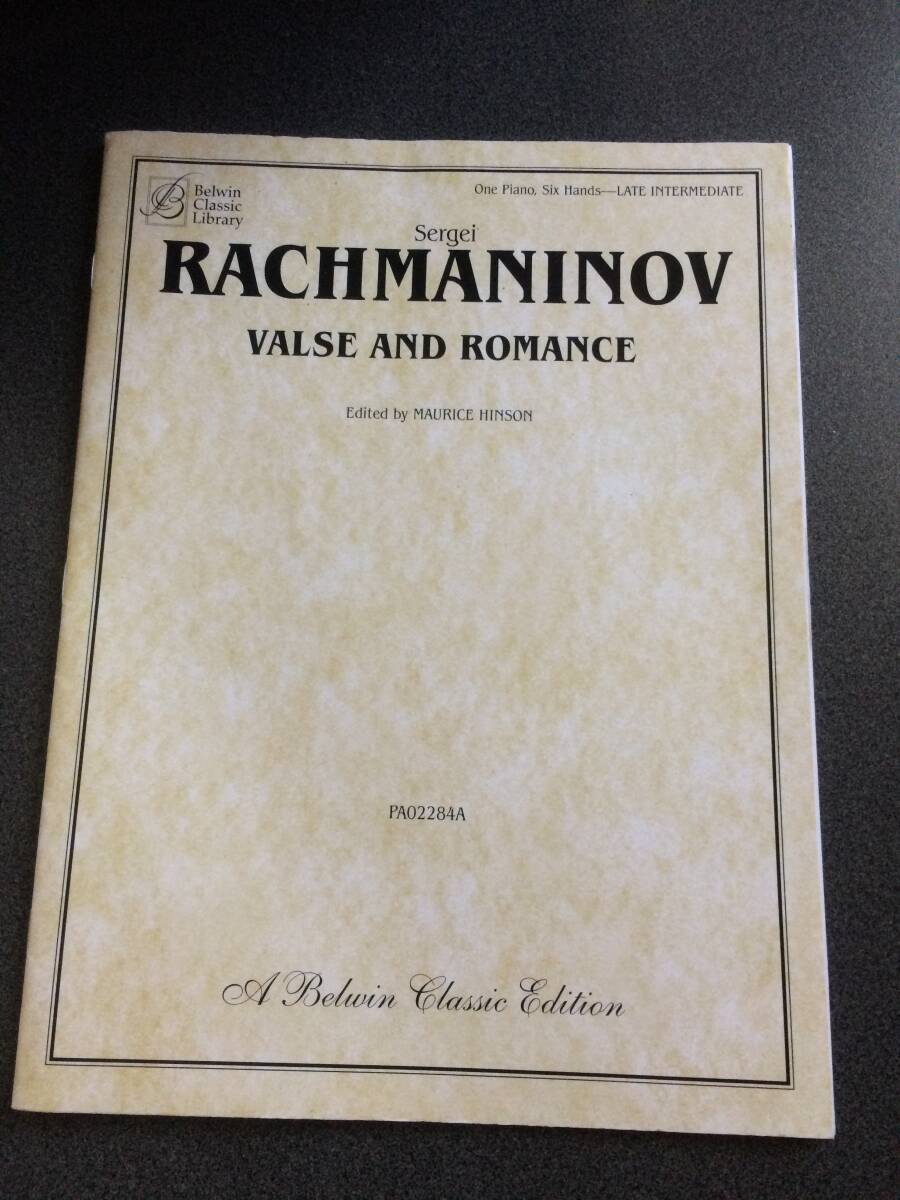 Belwin
Classic
Library
One Piano, Six Hands—LATE INTERMEDIATE
Sergei
RACHMANINOV
VALSE AND ROMANCE
Edited by MAURICE HINSON
PA02284A
A Belwin Classic Edition